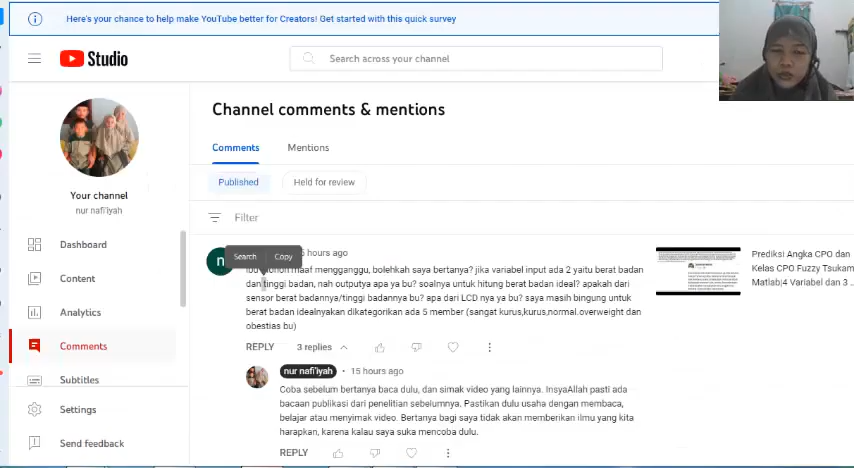 Here's your chance to help make YouTube better for Creators! Get started with this quick survey
Studio
Search across your channel
Your channel
nur nafi'iyah
Dashboard
Content
Analytics
Comments
Subtitles
Settings
Send feedback
Channel comments & mentions
Comments
Mentions
Published
Held for review
Filter
n
hours ago
Search
Copy
maaf mengganggu, bolehkah saya bertanya? jika variabel input ada 2 yaitu berat badan
dan tinggi badan, nah outputya apa ya bu? soalnya untuk hitung berat badan ideal? apakah dari
sensor berat badannya/tinggi badannya bu? apa dari LCD nya ya bu? saya masih bingung untuk
berat badan idealnyakan dikategorikan ada 5 member (sangat kurus,kurus,normal.overweight dan
obestias bu)
REPLY
3 replies
nur nafi'iyah
• 15 hours ago
Coba sebelum bertanya baca dulu, dan simak video yang lainnya. InsyaAllah pasti ada
bacaan publikasi dari penelitian sebelumnya. Pastikan dulu usaha dengan membaca,
belajar atau menyimak video. Bertanya bagi saya tidak akan memberikan ilmu yang kita
harapkan, karena kalau saya suka mencoba dulu.
REPLY
Prediksi Angka CPO dan
Kelas CPO Fuzzy Tsukam
Matlab|4 Variabel dan 3 ...